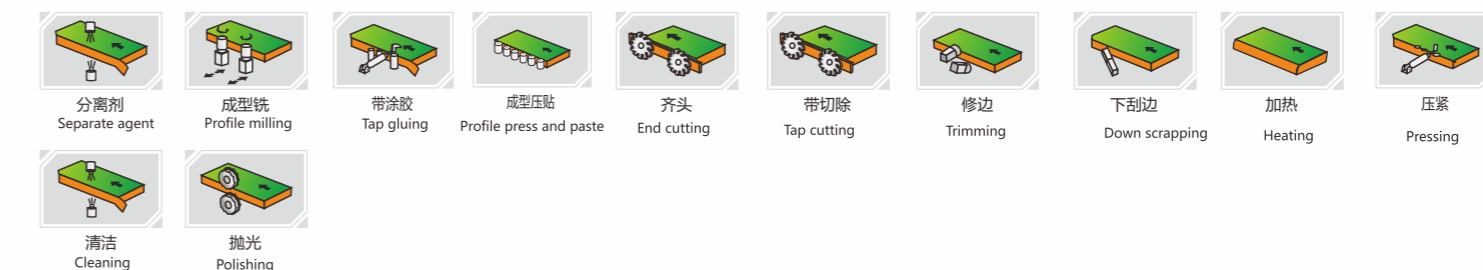 分离剂
Separate agent
成型铣
Profile milling
带涂胶
Tap gluing
成型压贴
Profile press and paste
齐头
End cutting
带切除
Tap cutting
修边
Trimming
下刮边
Down scrapping
加热
Heating
压紧
Pressing
清洁
Cleaning
抛光
Polishing